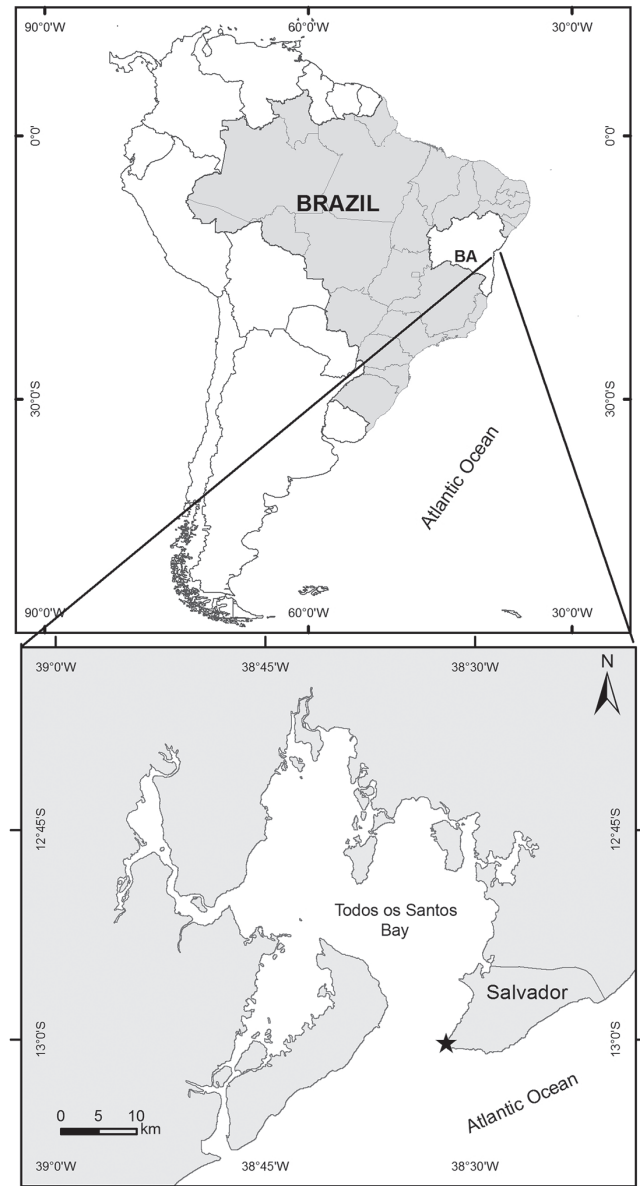 90°0'W 60°0'W 30°0'W
0°0' 0°0'
BRAZIL
BA
30°0'S 30°0'S
Atlantic Ocean
90°0'W 60°0'W 30°0'W
39°0'W 38°45'W 38°30'W
N
12°45'S 12°45'S
Todos os Santos
Bay
Salvador
13°0'S 13°0'S
Atlantic Ocean
0 5 10
km
39°0'W 38°45'W 38°30'W